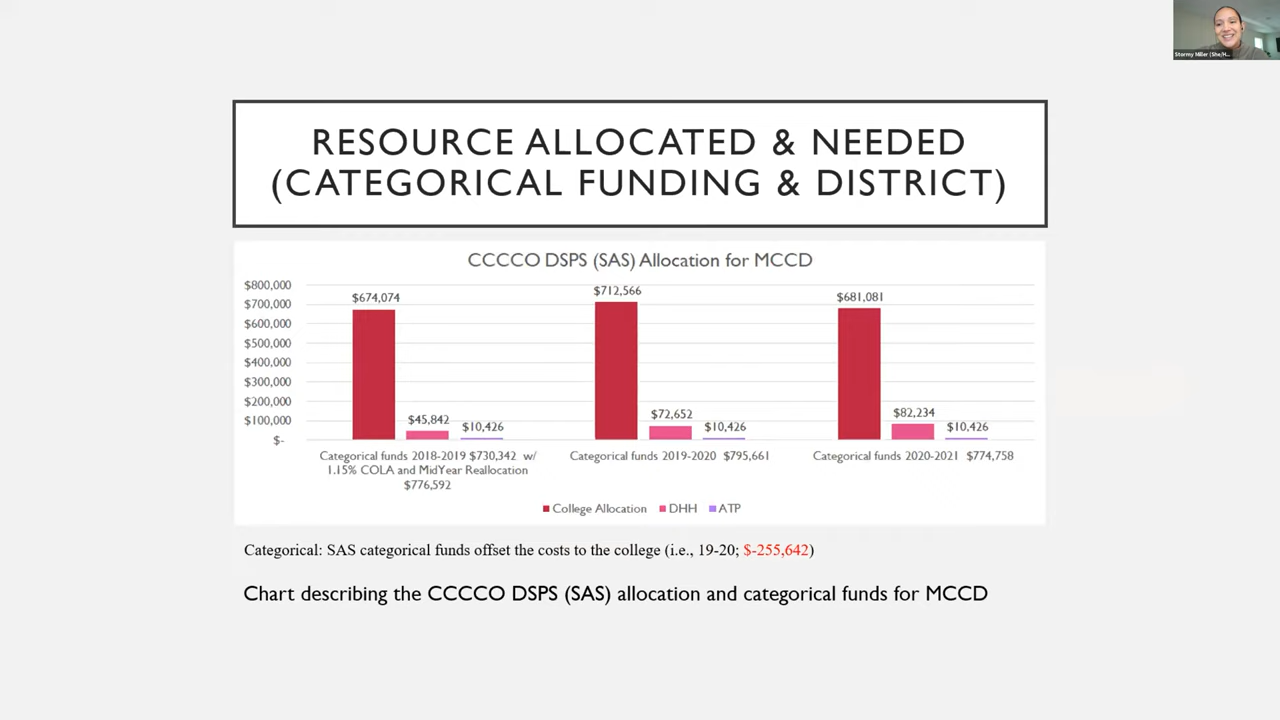 Stormy Miller (She/H...
RESOURCE ALLOCATED & NEEDED
(CATEGORICAL FUNDING & DISTRICT)
CCCCO DSPS (SAS) Allocation for MCCD
$800,000
$700,000
$600,000
$500,000
$400,000
$300,000
$200,000
$100,000
$-
$674,074
$45,842
$10,426
$712,566
$72,652
$10,426
$681,081
$82,234
$10,426
Categorical funds 2018-2019 $730,342 w/
1.15% COLA and MidYear Reallocation
$776,592
Categorical funds 2019-2020 $795,661
Categorical funds 2020-2021 $774,758
College Allocation DHH ATP
Categorical: SAS categorical funds offset the costs to the college (i.e., 19-20; $-255,642)
Chart describing the CCCCO DSPS (SAS) allocation and categorical funds for MCCD